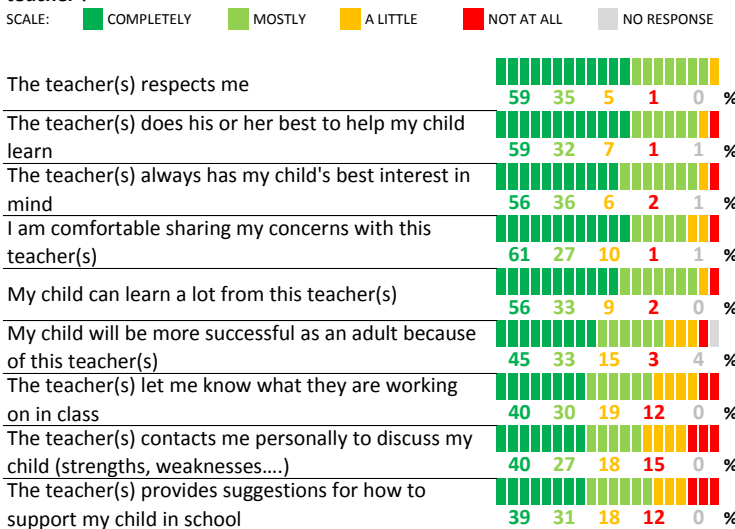 teacher?
SCALE: COMPLETELY MOSTLY A LITTLE NOT AT ALL NO RESPONSE
The teacher(s) respects me
59 35 5 1 0 %
The teacher(s) does his or her best to help my child
learn
59 32 7 1 1 %
The teacher(s) always has my child's best interest in
mind
56 36 6 2 1 %
I am comfortable sharing my concerns with this
teacher(s)
61 27 10 1 1 %
My child can learn a lot from this teacher(s)
56 33 9 2 0 %
My child will be more successful as an adult because
of this teacher(s)
45 33 15 3 4 %
The teacher(s) let me know what they are working
on in class
40 30 19 12 0 %
The teacher(s) contacts me personally to discuss my
child (strengths, weaknesses....)
40 27 18 15 0 %
The teacher(s) provides suggestions for how to
support my child in school
39 31 18 12 0 %